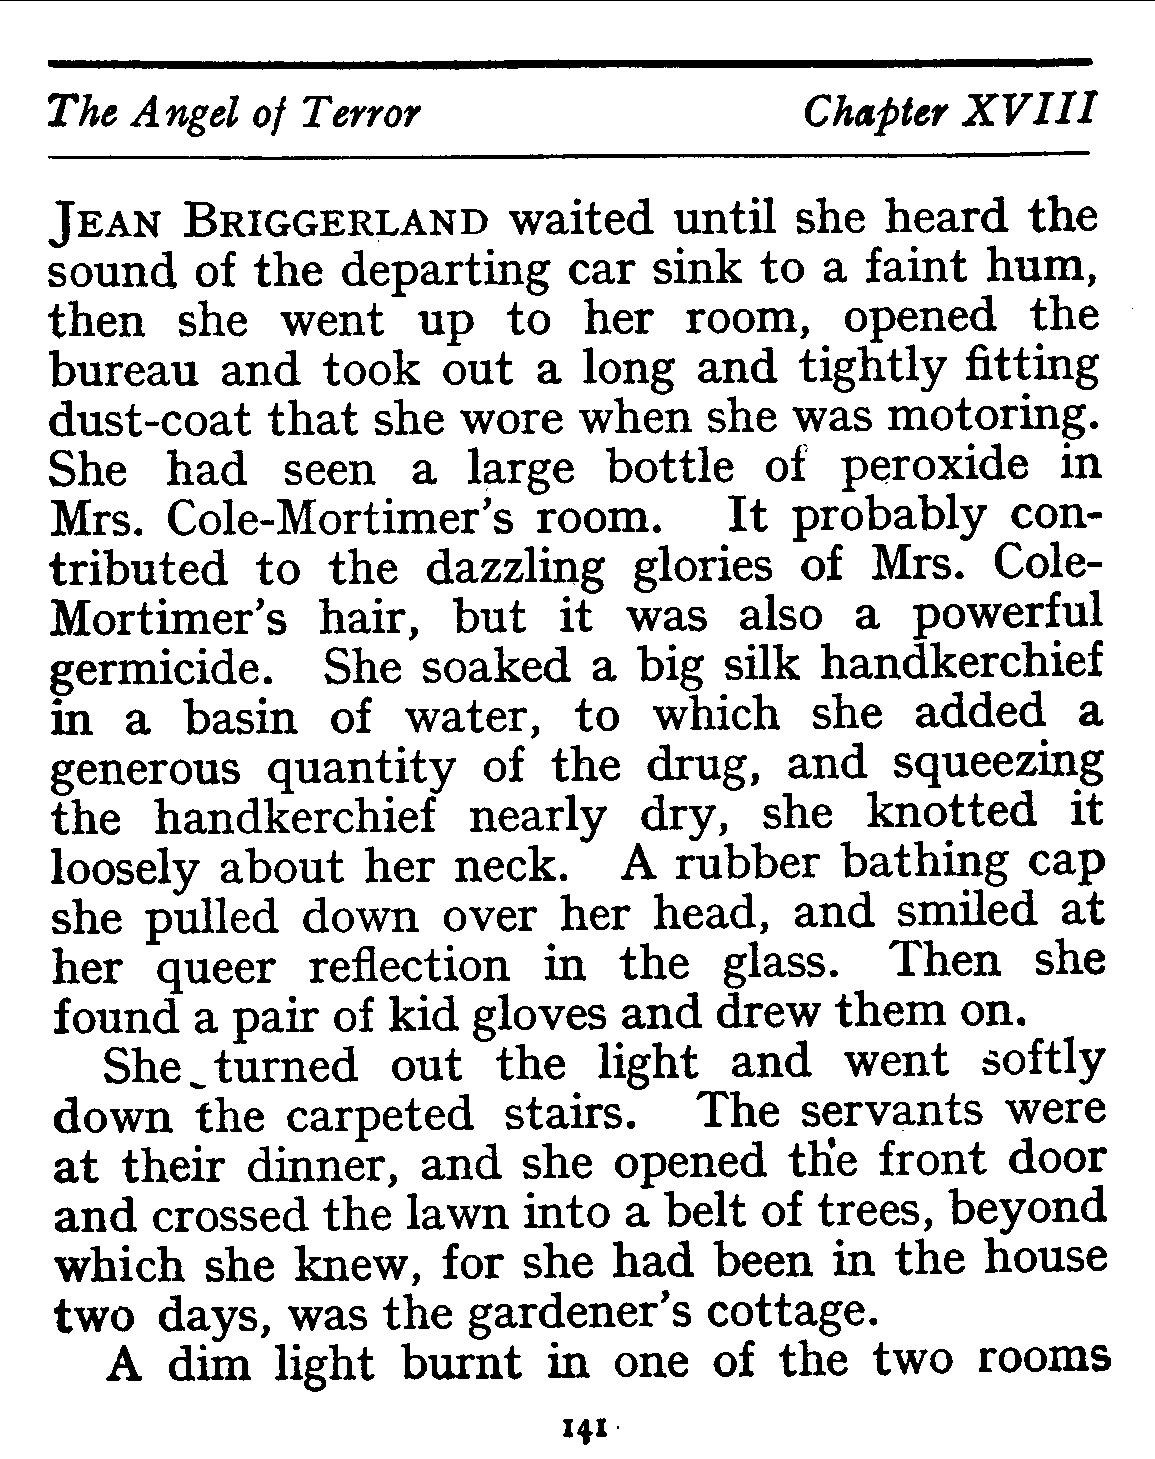 The Angel of Terror Chapter XVIII
JEAN BRIGGERLAND waited until she heard the
sound of the departing car sink to a faint hum,
then she went up to her room, opened the
bureau and took out a long and tightly fitting
dust-coat that she wore when she was motoring.
She had seen a large bottle of peroxide in
Mrs. Cole-Mortimer's room. It probably con-
tributed to the dazzling glories of Mrs. Cole-
Mortimer's hair, but it was also a powerful
germicide. She soaked a big silk handkerchief
in a basin of water, to which she added a
generous quantity of the drug, and squeezing
the handkerchief nearly dry, she knotted it
loosely about her neck. A rubber bathing cap
she pulled down over her head, and smiled at
her queer reflection in the glass. Then she
found a pair of kid gloves and drew them on.
She turned out the light and went softly
down the carpeted stairs. The servants were
at their dinner, and she opened the front door
and crossed the lawn into a belt of trees, beyond
which she knew, for she had been in the house
two days, was the gardener's cottage.
A dim light burnt in one of the two rooms
141